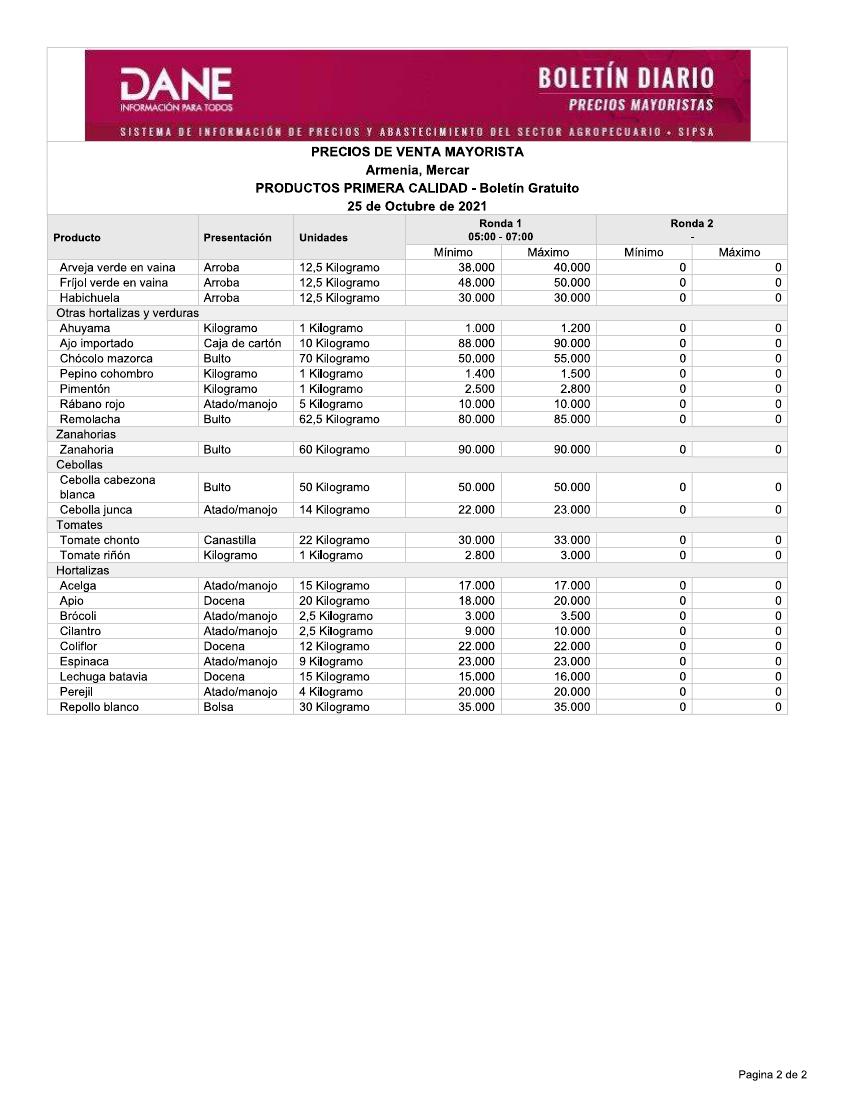 DANE
INFORMACIÓN PARA TODOS
BOLETÍN DIARIO
PRECIOS MAYORISTAS
SISTEMA DE INFORMACIÓN DE PRECIOS Y ABASTECIMIENTO DEL SECTOR AGROPECUARIO • SIPSA
PRECIOS DE VENTA MAYORISTA
Armenia, Mercar
PRODUCTOS PRIMERA CALIDAD - Boletín Gratuito
25 de Octubre de 2021
Producto Presentación Unidades Ronda 1 05:00 - 07:00 Ronda 2 -
Mínimo Máximo Mínimo Máximo
Arveja verde en vaina Arroba 12,5 Kilogramo 38.000 40.000 0 0
Fríjol verde en vaina Arroba 12,5 Kilogramo 48.000 50.000 0 0
Habichuela Arroba 12,5 Kilogramo 30.000 30.000 0 0
Otras hortalizas y verduras
Ahuyama Kilogramo 1 Kilogramo 1.000 1.200 0 0
Ajo importado Caja de cartón 10 Kilogramo 88.000 90.000 0 0
Chócolo mazorca Bulto 70 Kilogramo 50.000 55.000 0 0
Pepino cohombro Kilogramo 1 Kilogramo 1.400 1.500 0 0
Pimentón Kilogramo 1 Kilogramo 2.500 2.800 0 0
Rábano rojo Atado/manojo 5 Kilogramo 10.000 10.000 0 0
Remolacha Bulto 62,5 Kilogramo 80.000 85.000 0 0
Zanahorias
Zanahoria Bulto 60 Kilogramo 90.000 90.000 0 0
Cebollas
Cebolla cabezona blanca Bulto 50 Kilogramo 50.000 50.000 0 0
Cebolla junca Atado/manojo 14 Kilogramo 22.000 23.000 0 0
Tomates
Tomate chonto Canastilla 22 Kilogramo 30.000 33.000 0 0
Tomate riñón Kilogramo 1 Kilogramo 2.800 3.000 0 0
Hortalizas
Acelga Atado/manojo 15 Kilogramo 17.000 17.000 0 0
Apio Docena 20 Kilogramo 18.000 20.000 0 0
Brócoli Atado/manojo 2,5 Kilogramo 3.000 3.500 0 0
Cilantro Atado/manojo 2,5 Kilogramo 9.000 10.000 0 0
Coliflor Docena 12 Kilogramo 22.000 22.000 0 0
Espinaca Atado/manojo 9 Kilogramo 23.000 23.000 0 0
Lechuga batavia Docena 15 Kilogramo 15.000 16.000 0 0
Perejil Atado/manojo 4 Kilogramo 20.000 20.000 0 0
Repollo blanco Bolsa 30 Kilogramo 35.000 35.000 0 0
Pagina 2 de 2